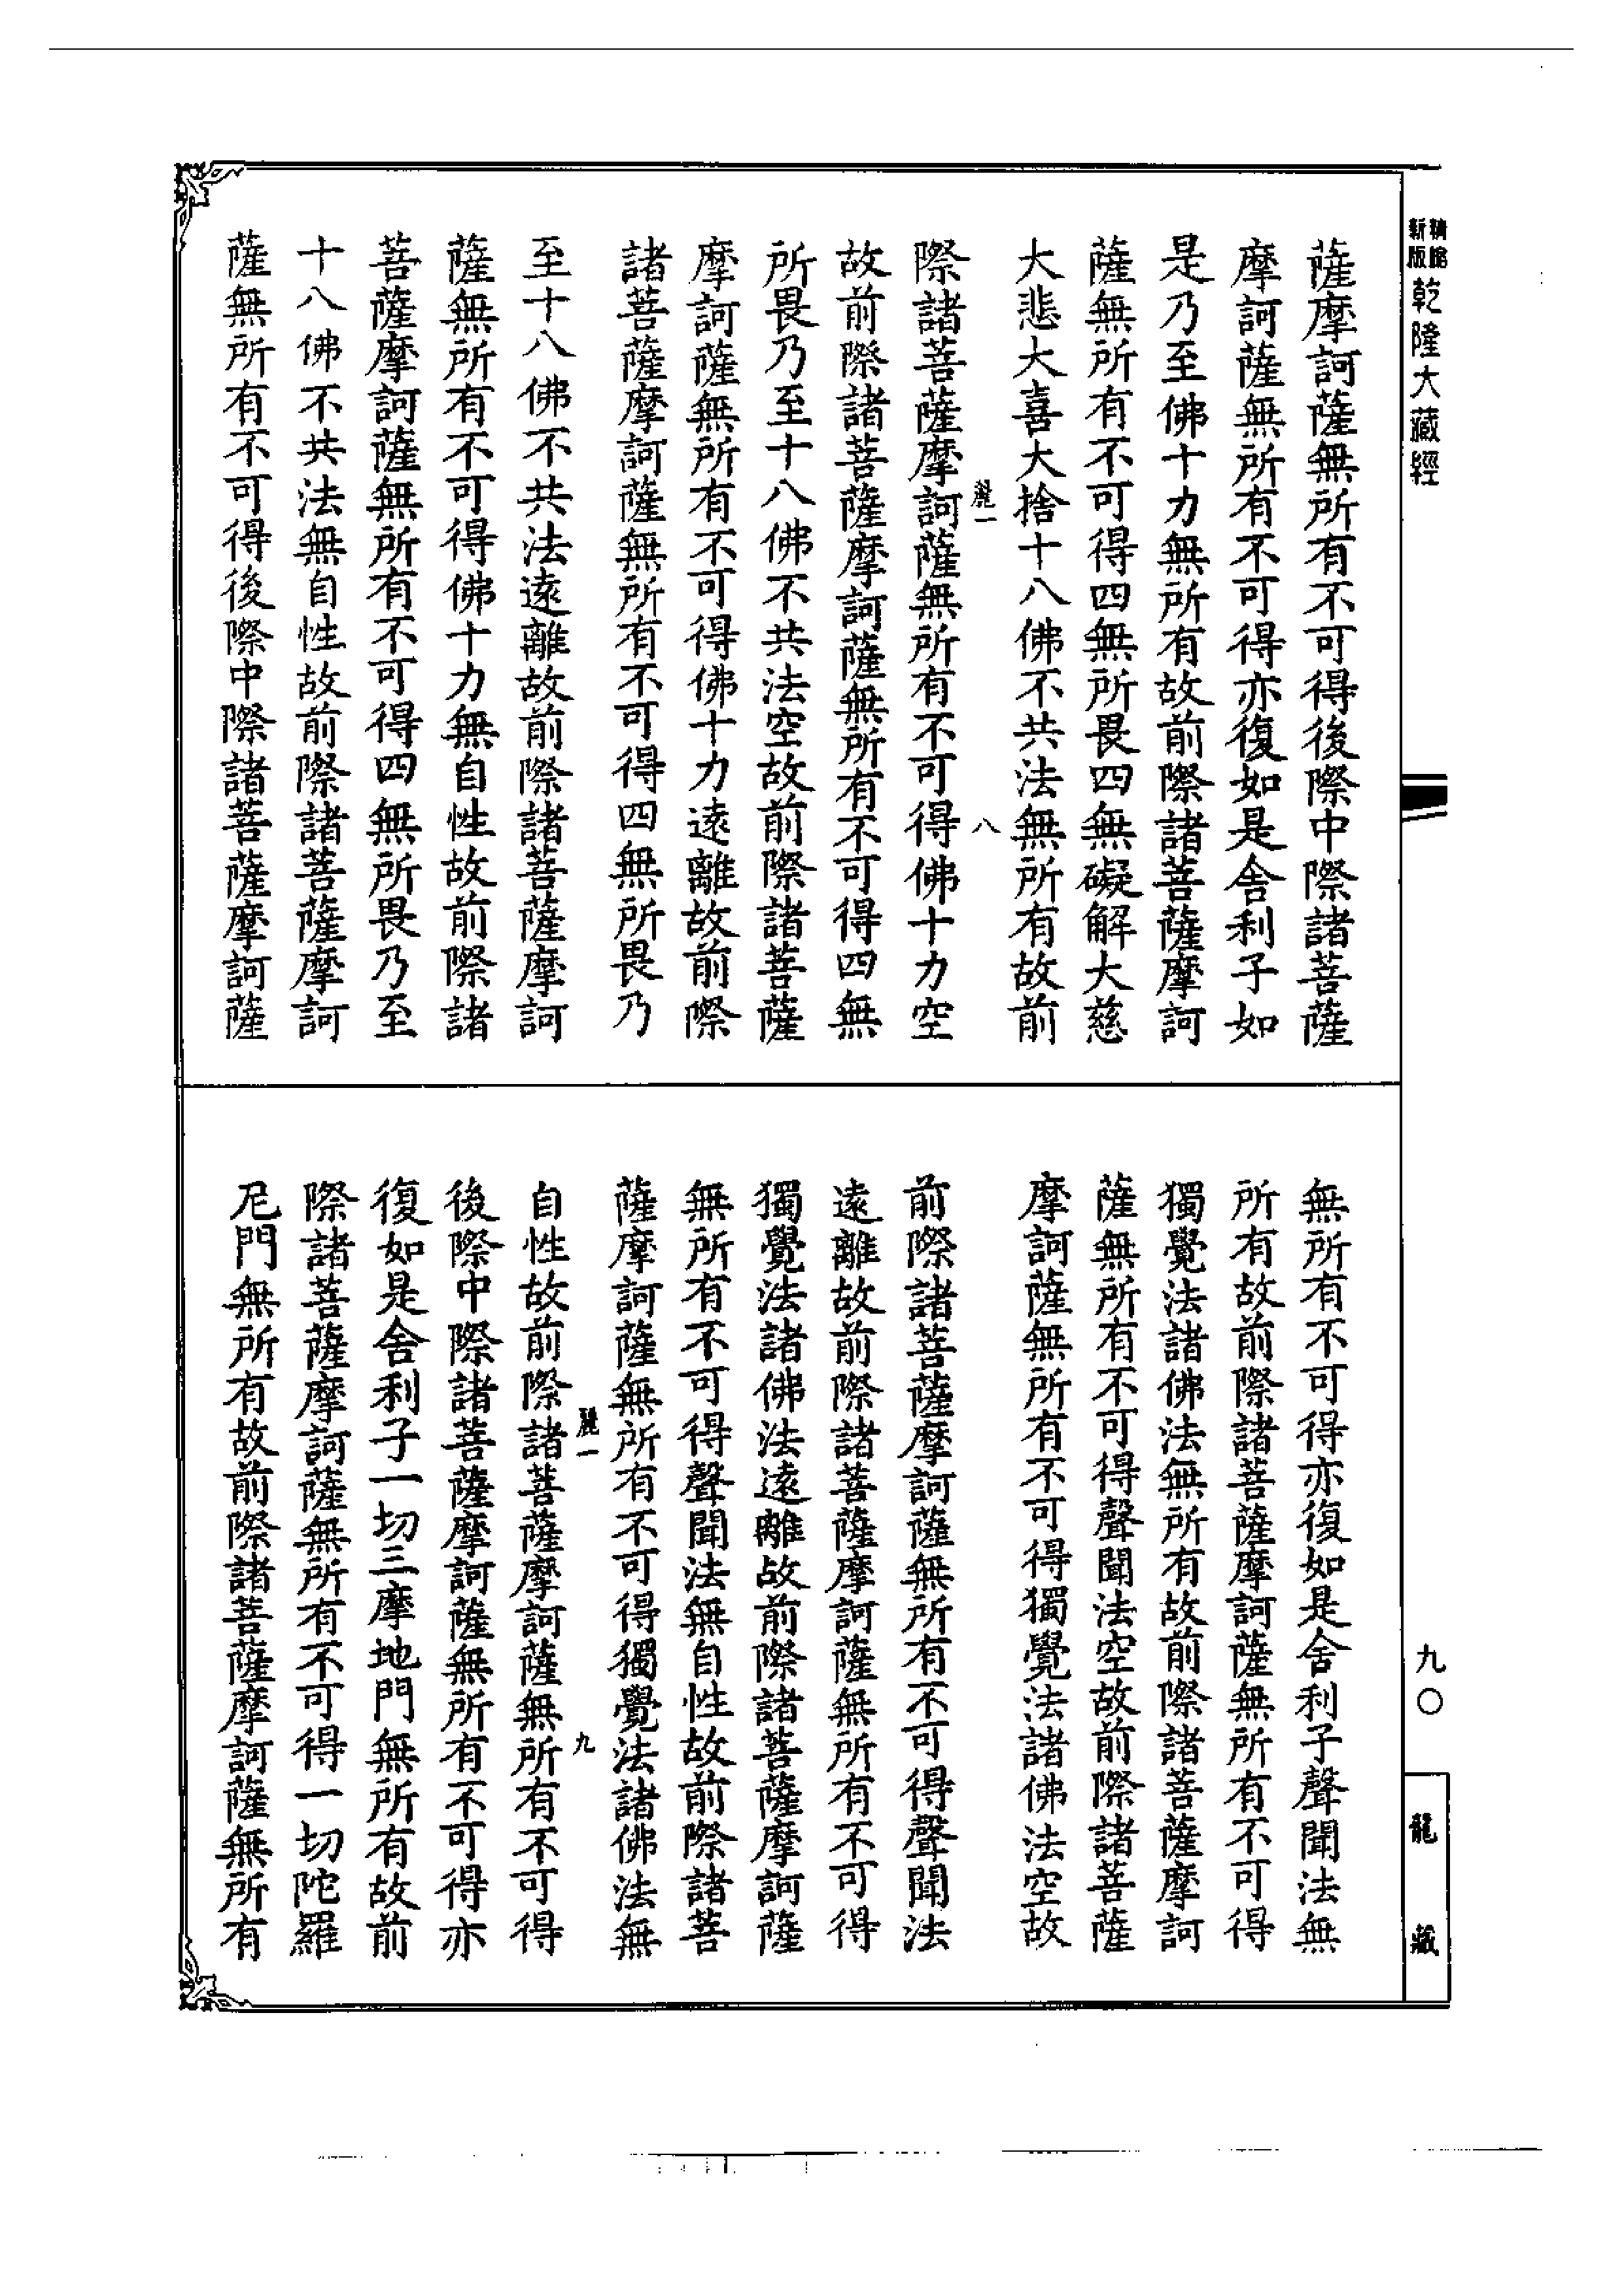 精縮新版乾隆大藏經
薩摩訶薩無所有不可得後際中際諸菩薩
摩訶薩無所有不可得亦復如是舍利子如
是乃至佛十力無所有故前際諸菩薩摩訶
薩無所有不可得四無所畏四無礙解大慈
大悲大喜大捨十八佛不共法無所有故前
麗一
八
際諸菩薩摩訶薩無所有不可得佛十力空
故前際諸菩薩摩訶薩無所有不可得四無
所畏乃至十八佛不共法空故前際諸菩薩
摩訶薩無所有不可得佛十力遠離故前際
諸菩薩摩訶薩無所有不可得四無所畏乃
至十八佛不共法遠離故前際諸菩薩摩訶
薩無所有不可得佛十力無自性故前際諸
菩薩摩訶薩無所有不可得四無所畏乃至
十八佛不共法無自性故前際諸菩薩摩訶
薩無所有不可得後際中際諸菩薩摩訶薩
無所有不可得亦復如是舍利子聲聞法無
所有故前際諸菩薩摩訶薩無所有不可得
獨覺法諸佛法無所有故前際諸菩薩摩訶
薩無所有不可得聲聞法空故前際諸菩薩
摩訶薩無所有不可得獨覺法諸佛法空故
前際諸菩薩摩訶薩無所有不可得聲聞法
遠離故前際諸菩薩摩訶薩無所有不可得
獨覺法諸佛法遠離故前際諸菩薩摩訶薩
無所有不可得聲聞法無自性故前際諸菩
薩摩訶薩無所有不可得獨覺法諸佛法無
麗一
九
自性故前際諸菩薩摩訶薩無所有不可得
後際中際諸菩薩摩訶薩無所有不可得亦
復如是舍利子一切三摩地門無所有故前
際諸菩薩摩訶薩無所有不可得一切陀羅
尼門無所有故前際諸菩薩摩訶薩無所有
九〇
龍藏